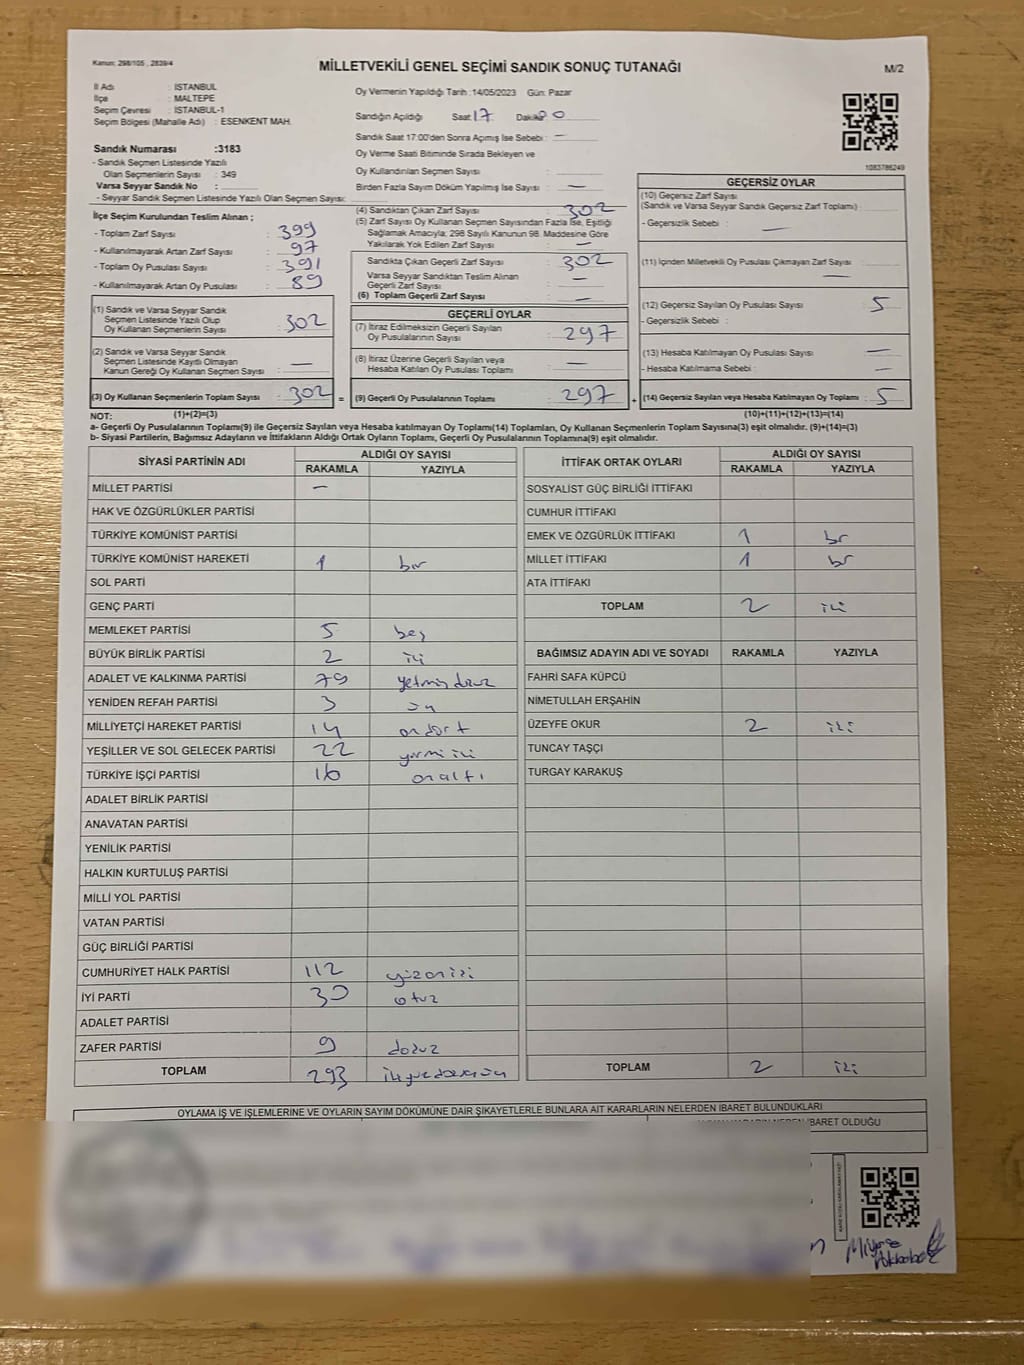 Kanun: 298/105 , 2839/4
MİLLETVEKİLİ GENEL SEÇİMİ SANDIK SONUÇ TUTANAĞI
M/2
İl Adı : İSTANBUL
İlçe : MALTEPE
Seçim Çevresi : İSTANBUL-1
Seçim Bölgesi (Mahalle Adı) : ESENKENT MAH.
Sandık Numarası :3183
- Sandık Seçmen Listesinde Yazılı
Olan Seçmenlerin Sayısı : 349
Varsa Seyyar Sandık No :
- Seyyar Sandık Seçmen Listesinde Yazılı Olan Seçmen Sayısı:
Oy Vermenin Yapıldığı Tarih :14/05/2023 Gün: Pazar
Sandığın Açıldığı Saat 17 Dakika
Sandık Saat 17:00'den Sonra Açımış İse Sebebi : —
Oy Verme Saati Bitiminde Sırada Bekleyen ve
Oy Kullandırılan Seçmen Sayısı :
Birden Fazla Sayım Döküm Yapılmış İse Sayısı : —
1083786249
İlçe Seçim Kurulundan Teslim Alınan ;
- Toplam Zarf Sayısı : 399
- Kullanılmayarak Artan Zarf Sayısı : 97
- Toplam Oy Pusulası Sayısı : 391
- Kullanılmayarak Artan Oy Pusulası : 89
(1) Sandık ve Varsa Seyyar Sandık
Seçmen Listesinde Yazılı Olup
Oy Kullanan Seçmenlerin Sayısı : 302
(2) Sandık ve Varsa Seyyar Sandık
Seçmen Listesinde Kayıtlı Olmayan
Kanun Gereği Oy Kullanan Seçmen Sayısı : —
(3) Oy Kullanan Seçmenlerin Toplam Sayısı : 302 =
(4) Sandıktan Çıkan Zarf Sayısı : 302
(5) Zarf Sayısı Oy Kullanan Seçmen Sayısından Fazla İse, Eşitliği
Sağlamak Amacıyla; 298 Sayılı Kanunun 98. Maddesine Göre
Yakılarak Yok Edilen Zarf Sayısı : —
Sandıkta Çıkan Geçerli Zarf Sayısı : 302
Varsa Seyyar Sandıktan Teslim Alınan
Geçerli Zarf Sayısı : —
(6) Toplam Geçerli Zarf Sayısı : —
GEÇERLİ OYLAR
(7) İtiraz Edilmeksizin Geçerli Sayılan
Oy Pusulalarının Sayısı : 297
(8) İtiraz Üzerine Geçerli Sayılan veya
Hesaba Katılan Oy Pusulası Toplamı : —
(9) Geçerli Oy Pusulalarının Toplamı : 297 +
GEÇERSİZ OYLAR
(10) Geçersiz Zarf Sayısı
(Sandık ve Varsa Seyyar Sandık Geçersiz Zarf Toplamı) :
- Geçersizlik Sebebi : —
(11) İçinden Milletvekili Oy Pusulası Çıkmayan Zarf Sayısı : —
(12) Geçersiz Sayılan Oy Pusulası Sayısı : 5
- Geçersizlik Sebebi :
(13) Hesaba Katılmayan Oy Pusulası Sayısı : —
- Hesaba Katılmama Sebebi : —
(14) Geçersiz Sayılan veya Hesaba Katılmayan Oy Toplamı : 5
NOT: (1)+(2)=(3) (10)+(11)+(12)+(13)=(14)
a- Geçerli Oy Pusulasının Toplamı(9) ile Geçersiz Sayılan veya Hesaba katılmayan Oy Toplamı(14) Toplamları, Oy Kullanan Seçmenlerin Toplam Sayısına(3) eşit olmalıdır. (9)+(14)=(3)
b- Siyasi Partilerin, Bağımsız Adayların ve İttifakların Aldığı Ortak Oyların Toplamı, Geçerli Oy Pusulalarının Toplamına(9) eşit olmalıdır.
SİYASİ PARTİNİN ADI ALDIĞI OY SAYISI
RAKAMLA YAZIYLA
MİLLET PARTİSİ —
HAK VE ÖZGÜRLÜKLER PARTİSİ
TÜRKİYE KOMÜNİST PARTİSİ
TÜRKİYE KOMÜNİST HAREKETİ 1 bir
SOL PARTİ
GENÇ PARTİ
MEMLEKET PARTİSİ 5 beş
BÜYÜK BİRLİK PARTİSİ 2 iki
ADALET VE KALKINMA PARTİSİ 79 yetmiş dokuz
YENİDEN REFAH PARTİSİ 3 üç
MİLLİYETÇİ HAREKET PARTİSİ 14 ondört
YEŞİLLER VE SOL GELECEK PARTİSİ 22 yirmi iki
TÜRKİYE İŞÇİ PARTİSİ 16 onaltı
ADALET BİRLİK PARTİSİ
ANAVATAN PARTİSİ
YENİLİK PARTİSİ
HALKIN KURTULUŞ PARTİSİ
MİLLİ YOL PARTİSİ
VATAN PARTİSİ
GÜÇ BİRLİĞİ PARTİSİ
CUMHURİYET HALK PARTİSİ 112 yüzoniki
İYİ PARTİ 30 otuz
ADALET PARTİSİ
ZAFER PARTİSİ 9 dokuz
TOPLAM 293
İTTİFAK ORTAK OYLARI ALDIĞI OY SAYISI
RAKAMLA YAZIYLA
SOSYALİST GÜÇ BİRLİĞİ İTTİFAKI
CUMHUR İTTİFAKI
EMEK VE ÖZGÜRLÜK İTTİFAKI 1 bir
MİLLET İTTİFAKI 1 bir
ATA İTTİFAKI
TOPLAM 2 iki
BAĞIMSIZ ADAYIN ADI VE SOYADI RAKAMLA YAZIYLA
FAHRİ SAFA KÜPCÜ
NİMETULLAH ERŞAHİN
ÜZEYFE OKUR 2 iki
TUNCAY TAŞÇI
TURGAY KARAKUŞ
TOPLAM 2 iki
OYLAMA İŞ VE İŞLEMLERİNE VE OYLARIN SAYIM DÖKÜMÜNE DAİR ŞİKAYETLERLE BUNLARA AİT KARARLARIN NELERDEN İBARET BULUNDUKLARI
İBARET OLDUĞU